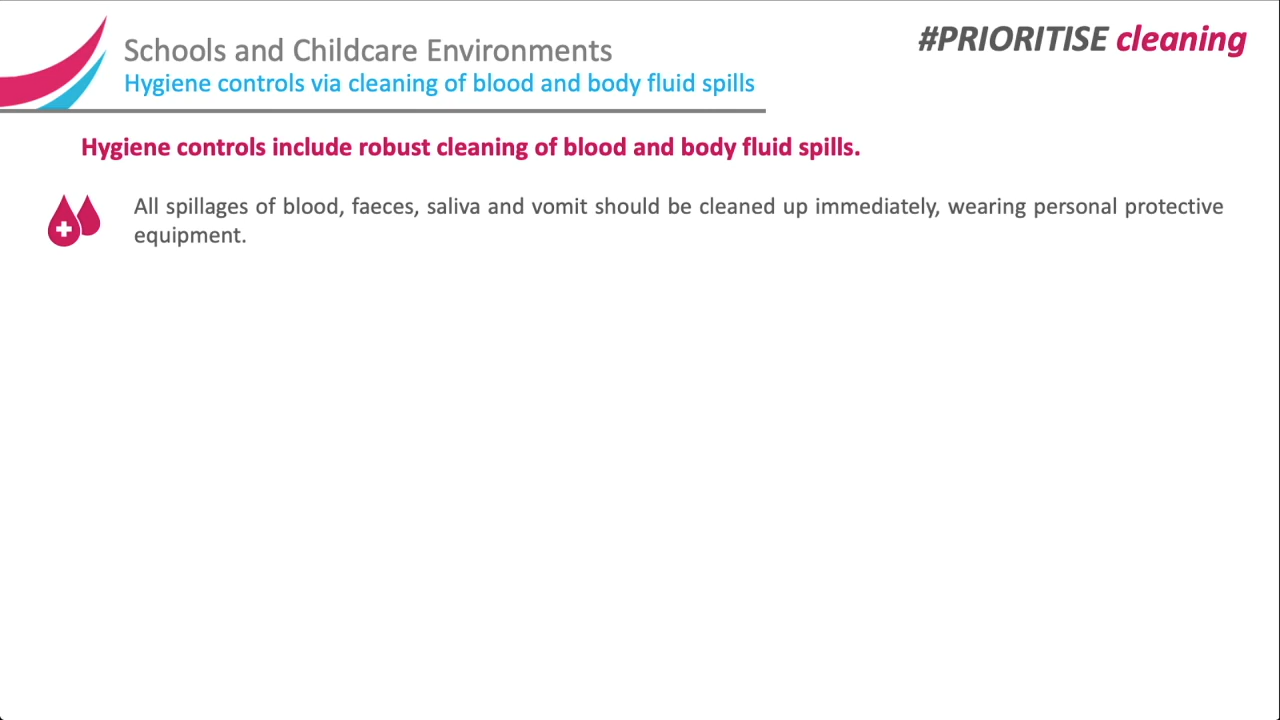 Schools and Childcare Environments
Hygiene controls via cleaning of blood and body fluid spills
#PRIORITISE cleaning
Hygiene controls include robust cleaning of blood and body fluid spills.
All spillages of blood, faeces, saliva and vomit should be cleaned up immediately, wearing personal protective
equipment.